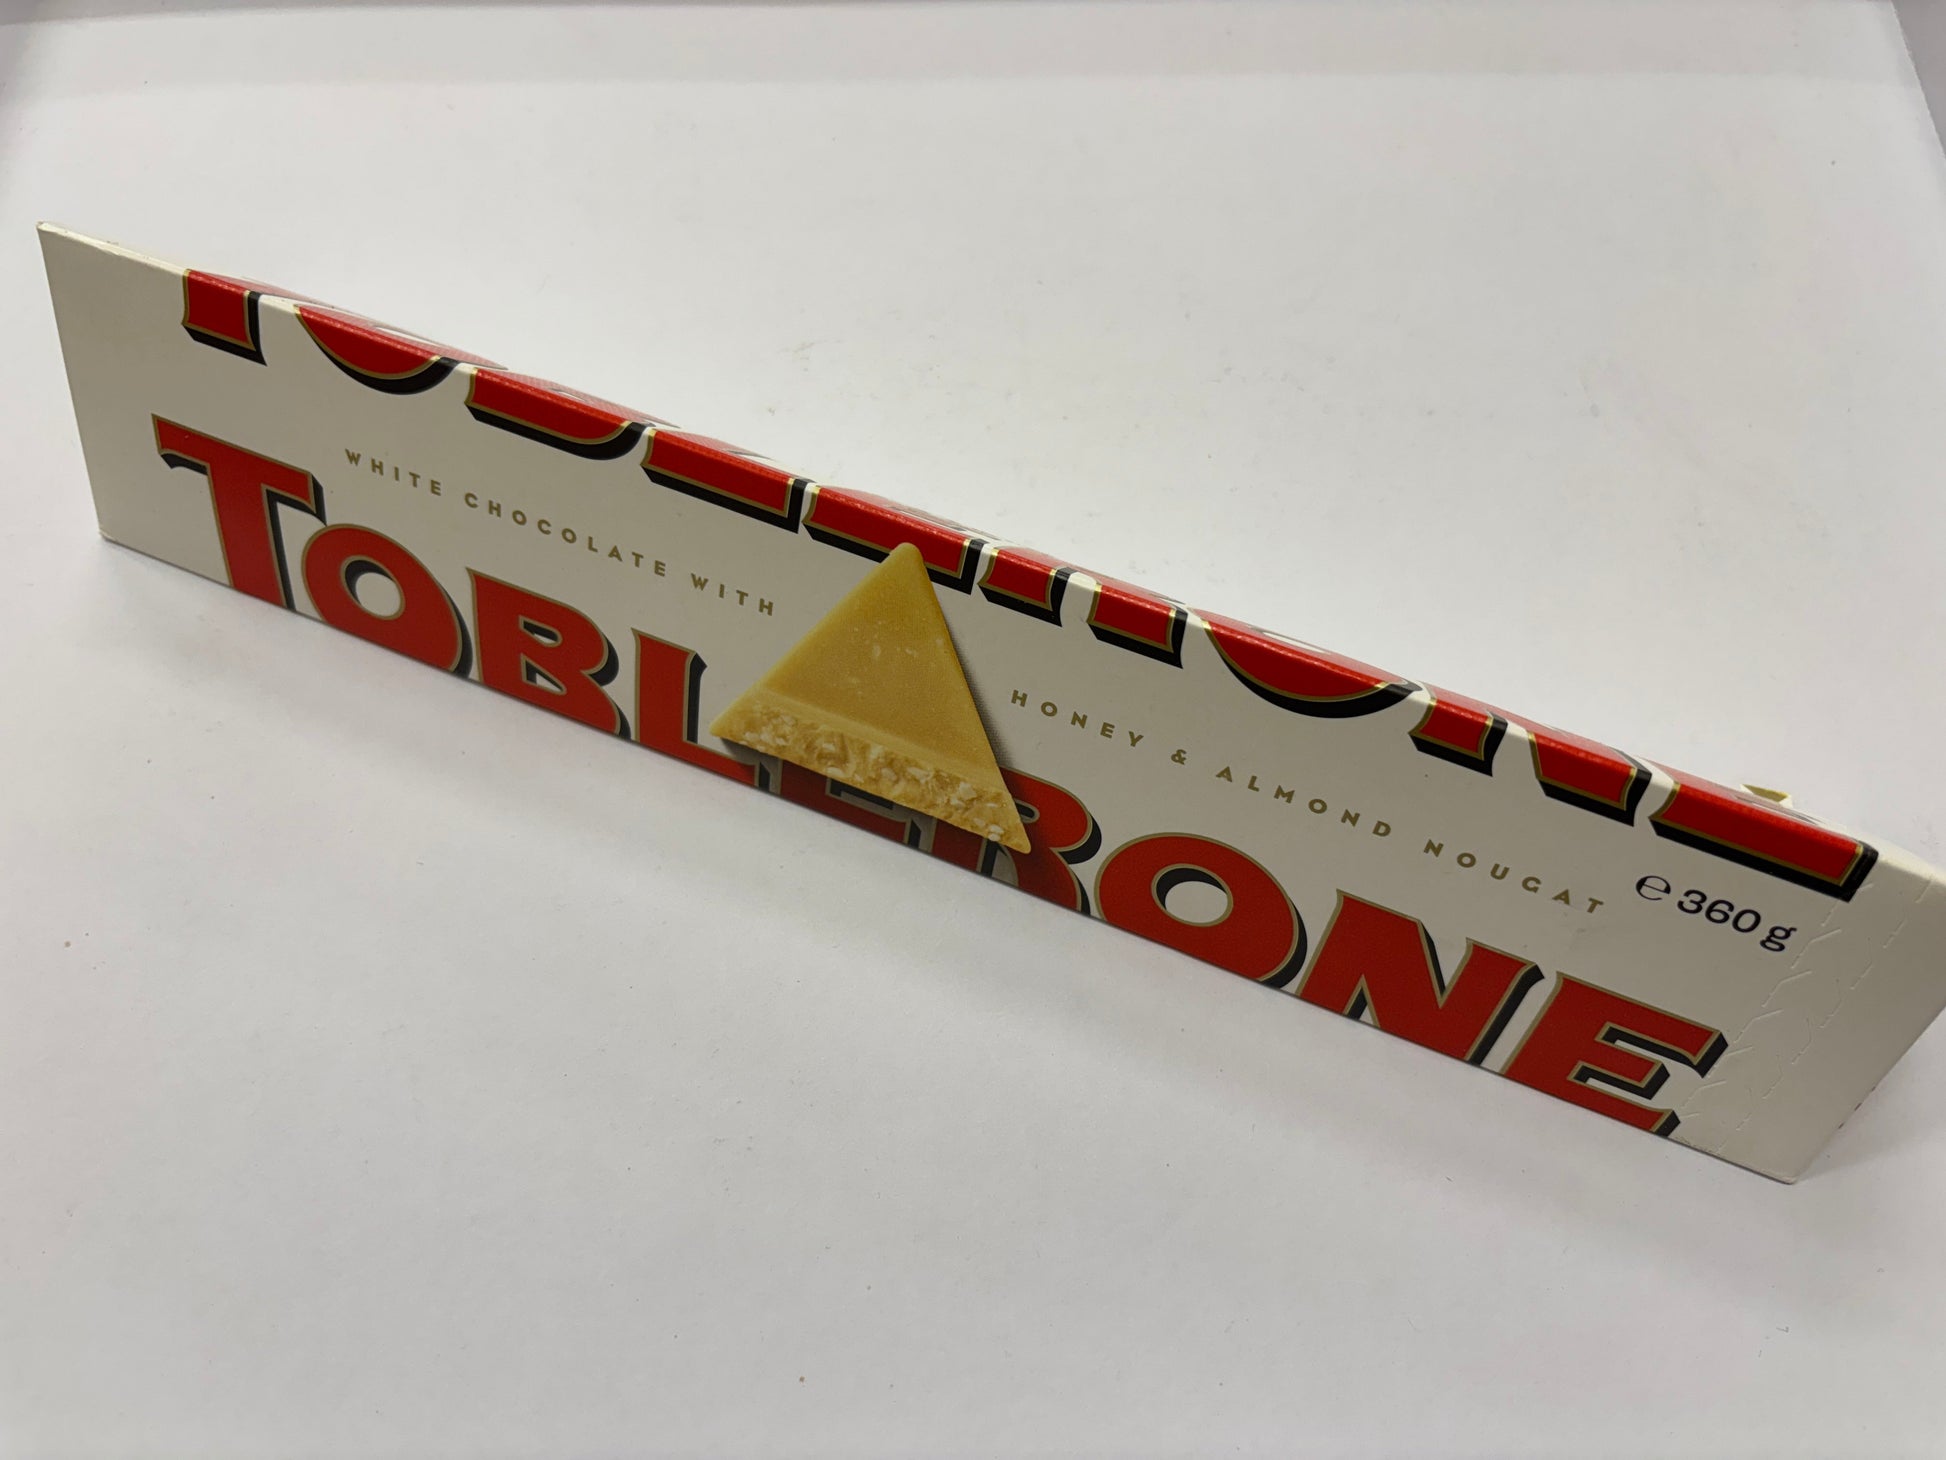 WHITE CHOCOLATE WITH
HONEY & ALMOND NOUGAT
℮ 360 g
TOBLERONE